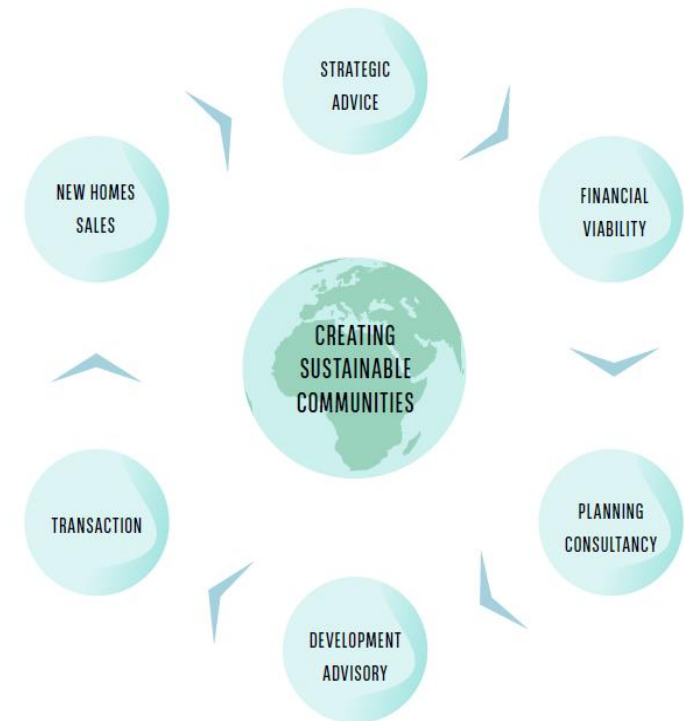 STRATEGIC
ADVICE
NEW HOMES
SALES
FINANCIAL
VIABILITY
CREATING
SUSTAINABLE
COMMUNITIES
TRANSACTION
PLANNING
CONSULTANCY
DEVELOPMENT
ADVISORY